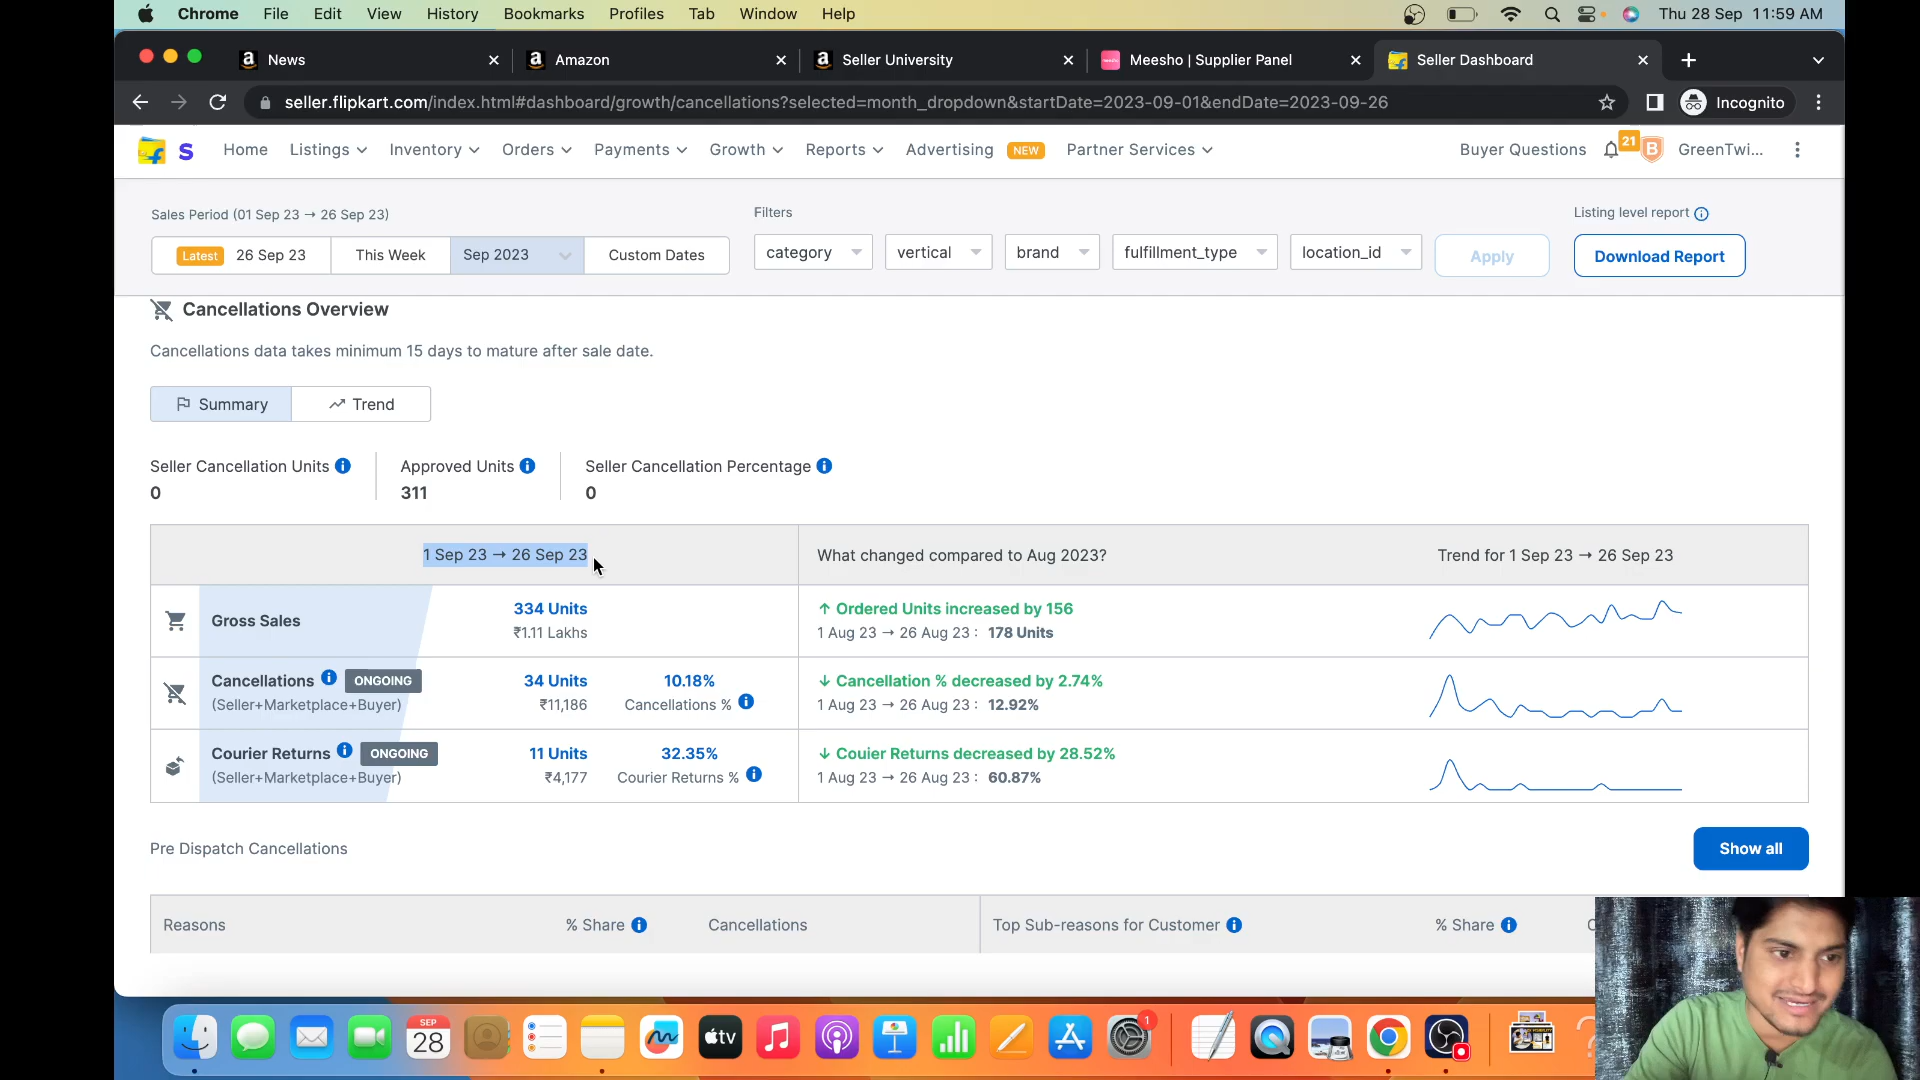 Chrome File Edit View History Bookmarks Profiles Tab Window Help Thu 28 Sep 11:59 AM
News Amazon Seller University Meesho | Supplier Panel Seller Dashboard
seller.flipkart.com/index.html#dashboard/growth/cancellations?selected=month_dropdown&startDate=2023-09-01&endDate=2023-09-26 Incognito
Home Listings Inventory Orders Payments Growth Reports Advertising NEW Partner Services Buyer Questions 21 B GreenTwi...
Sales Period (01 Sep 23 → 26 Sep 23) Filters Listing level report
Latest 26 Sep 23 This Week Sep 2023 Custom Dates category vertical brand fulfillment_type location_id Apply Download Report
Cancellations Overview
Cancellations data takes minimum 15 days to mature after sale date.
Summary Trend
Seller Cancellation Units Approved Units Seller Cancellation Percentage
0 311 0
1 Sep 23 → 26 Sep 23 What changed compared to Aug 2023? Trend for 1 Sep 23 → 26 Sep 23
Gross Sales 334 Units ↑ Ordered Units increased by 156
₹1.11 Lakhs 1 Aug 23 → 26 Aug 23 : 178 Units
Cancellations ONGOING 34 Units 10.18% ↓ Cancellation % decreased by 2.74%
(Seller+Marketplace+Buyer) ₹11,186 Cancellations % 1 Aug 23 → 26 Aug 23 : 12.92%
Courier Returns ONGOING 11 Units 32.35% ↓ Couier Returns decreased by 28.52%
(Seller+Marketplace+Buyer) ₹4,177 Courier Returns % 1 Aug 23 → 26 Aug 23 : 60.87%
Pre Dispatch Cancellations Show all
Reasons % Share Cancellations Top Sub-reasons for Customer % Share
SEP
28
tv
1